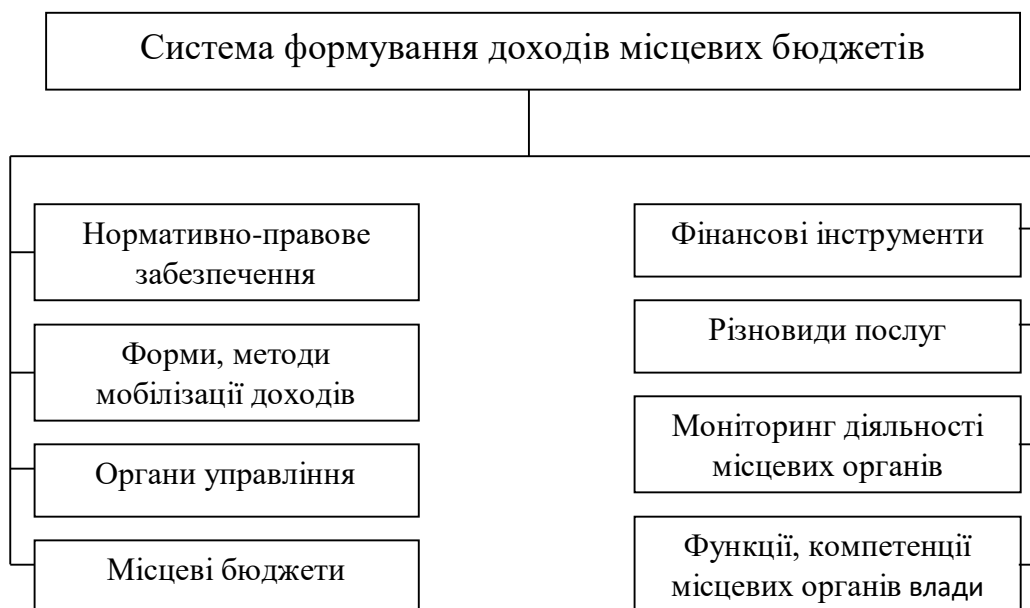 Система формування доходів місцевих бюджетів
Нормативно-правове
забезпечення
Форми, методи
мобілізації доходів
Органи управління
Місцеві бюджети
Фінансові інструменти
Різновиди послуг
Моніторинг діяльності
місцевих органів
Функції, компетенції
місцевих органів влади